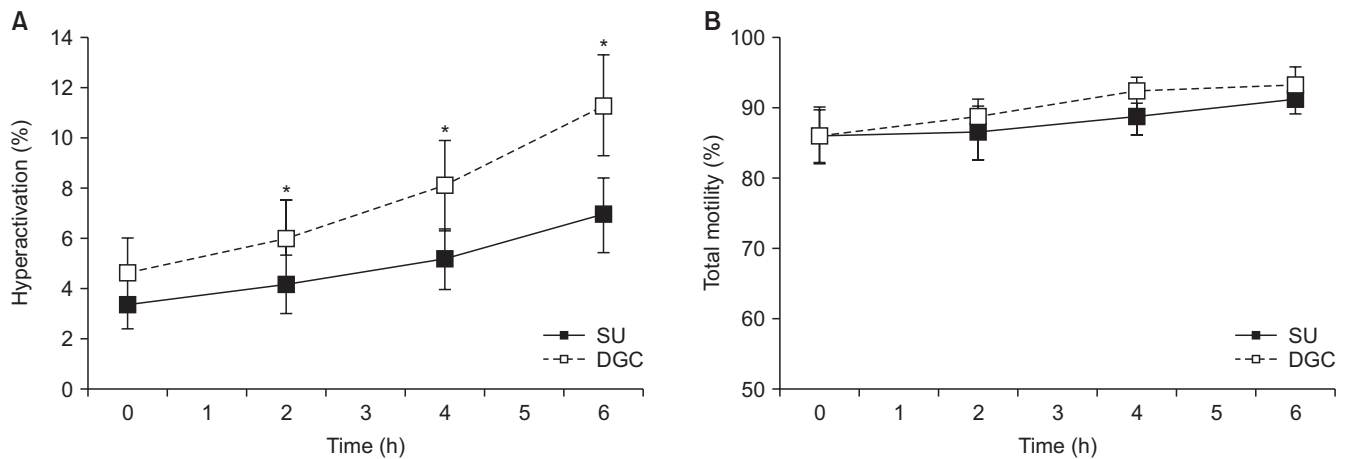 A
Hyperactivation (%)
14
12
10
8
6
4
2
0
*
*
*
SU
DGC
0 1 2 3 4 5 6
Time (h)
B
Total motility (%)
100
90
80
70
60
50
SU
DGC
0 1 2 3 4 5 6
Time (h)